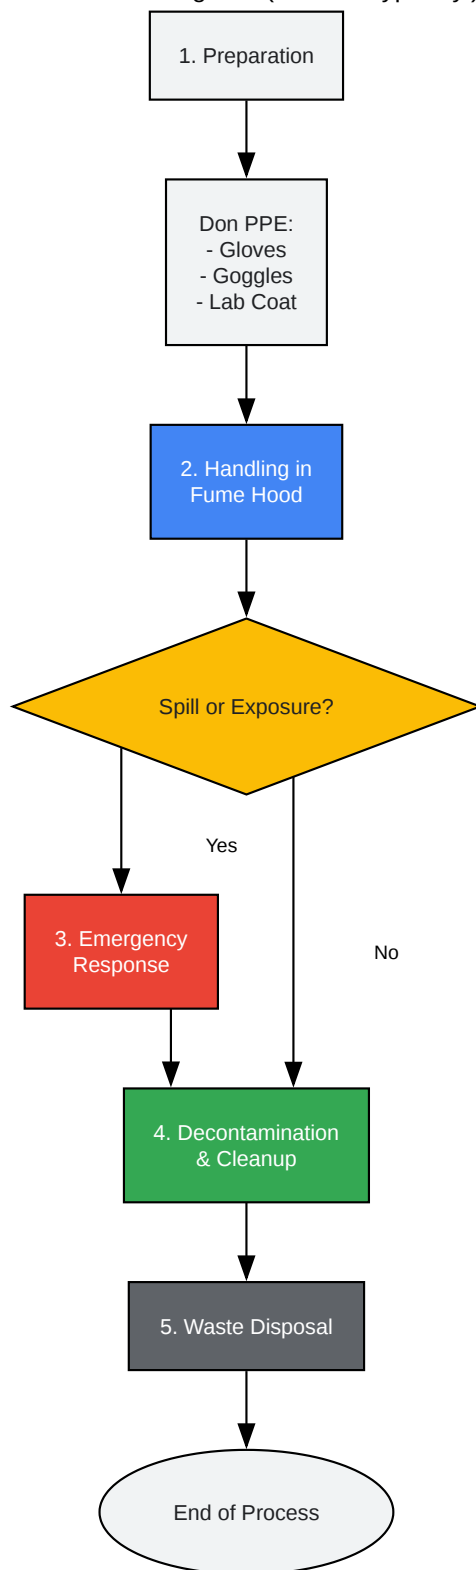 1. Preparation
Don PPE:
- Gloves
- Goggles
- Lab Coat
2. Handling in
Fume Hood
Spill or Exposure?
Yes
3. Emergency
Response
No
4. Decontamination
& Cleanup
5. Waste Disposal
End of Process